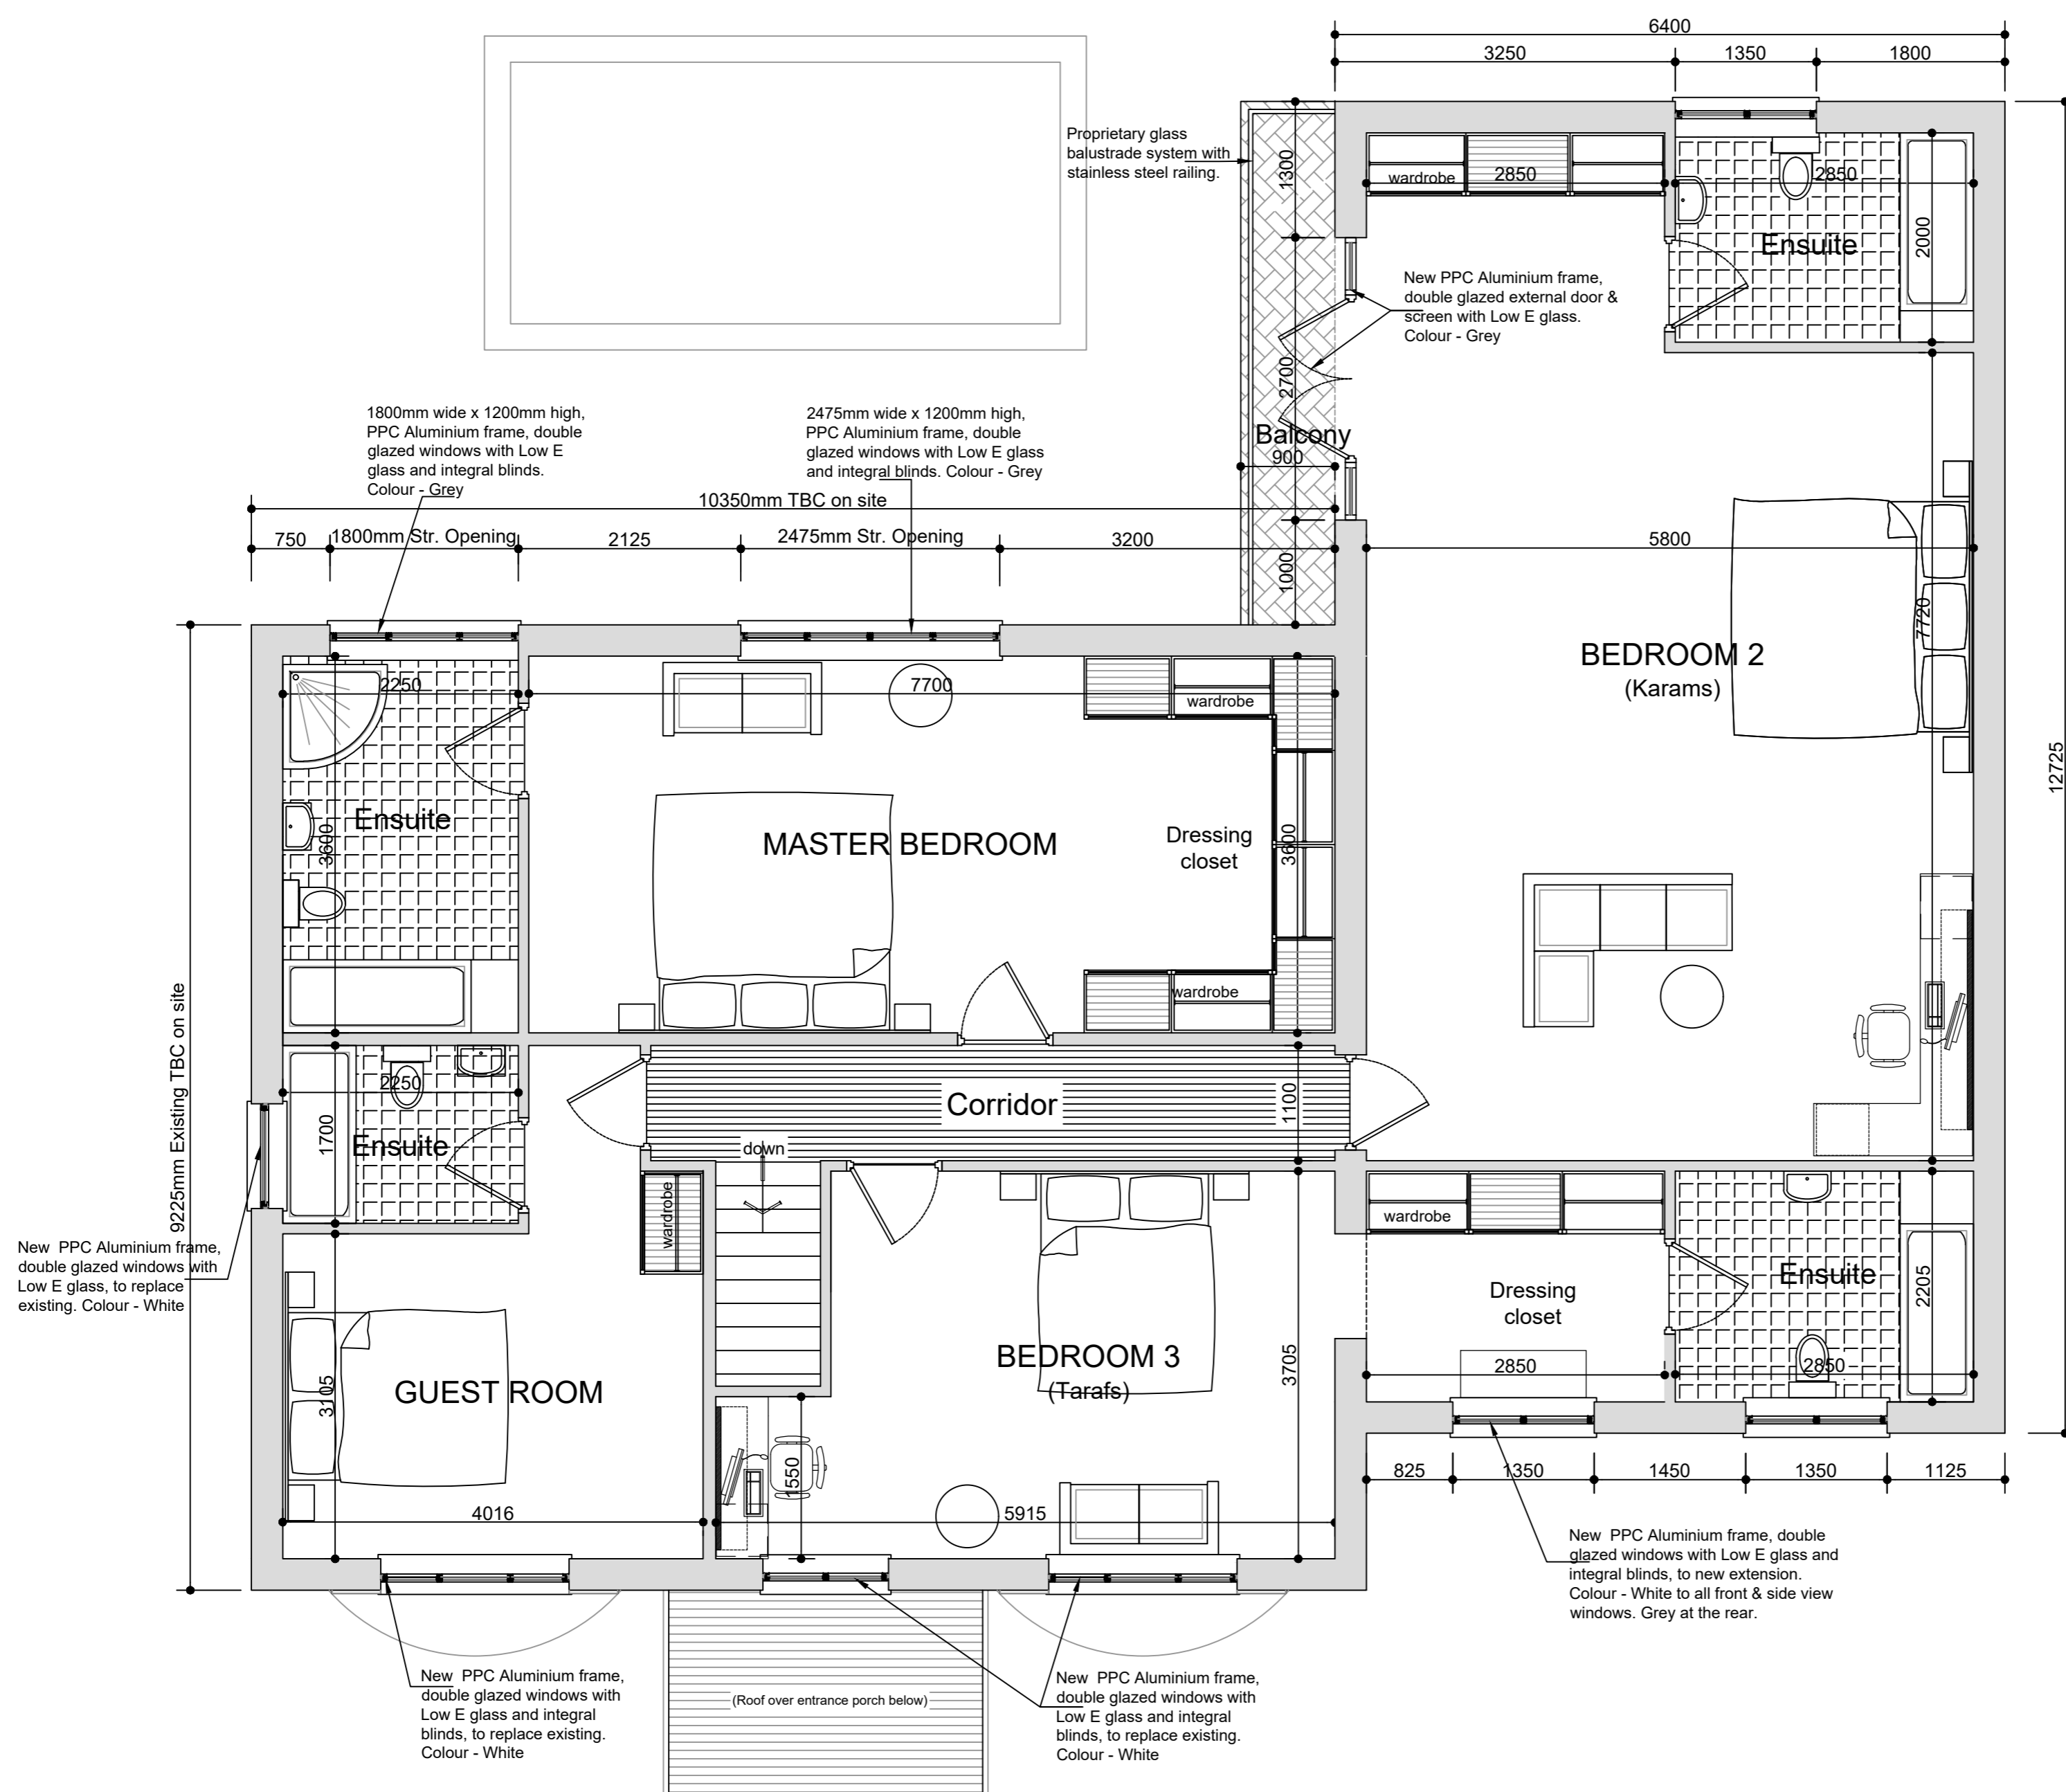 6400
3250
1350
1800
Proprietary glass
balustrade system with
stainless steel railing.
1300
wardrobe
2850
2850
Ensuite
2000
New PPC Aluminium frame,
double glazed external door &
screen with Low E glass.
Colour - Grey
2700
Balcony
900
1000
1800mm wide x 1200mm high,
PPC Aluminium frame, double
glazed windows with Low E
glass and integral blinds.
Colour - Grey
2475mm wide x 1200mm high,
PPC Aluminium frame, double
glazed windows with Low E glass
and integral blinds. Colour - Grey
10350mm TBC on site
750
1800mm Str. Opening
2125
2475mm Str. Opening
3200
5800
7720
BEDROOM 2
(Karams)
12725
2250
7700
wardrobe
Ensuite
3600
MASTER BEDROOM
Dressing
closet
3600
wardrobe
9225mm Existing TBC on site
2250
1700
Ensuite
Corridor
1100
down
wardrobe
New PPC Aluminium frame,
double glazed windows with
Low E glass, to replace
existing. Colour - White
wardrobe
Dressing
closet
Ensuite
2205
2850
2850
GUEST ROOM
3105
4016
BEDROOM 3
(Tarafs)
3705
1550
5915
825
1350
1450
1350
1125
New PPC Aluminium frame, double
glazed windows with Low E glass and
integral blinds, to new extension.
Colour - White to all front & side view
windows. Grey at the rear.
New PPC Aluminium frame,
double glazed windows with
Low E glass and integral
blinds, to replace existing.
Colour - White
(Roof over entrance porch below)
New PPC Aluminium frame,
double glazed windows with
Low E glass and integral
blinds, to replace existing.
Colour - White